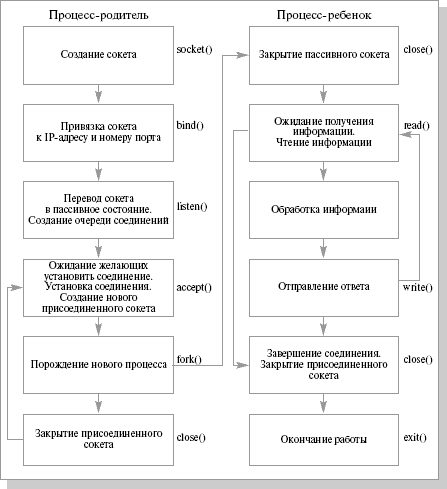 Процесс-родитель
Создание сокета
socket()
Привязка сокета
к IP-адресу и номеру порта
bind()
Перевод сокета
в пассивное состояние.
Создание очереди соединений
listen()
Ожидание желающих
установить соединение.
Установка соединения.
Создание нового
присоединенного сокета
accept()
Порождение нового процесса
fork()
Закрытие присоединенного
сокета
close()
Процесс-ребенок
Закрытие пассивного сокета
close()
Ожидание получения
информации.
Чтение информации
read()
Обработка информаии
Отправление ответа
write()
Завершение соединения.
Закрытие присоединенного
сокета
close()
Окончание работы
exit()